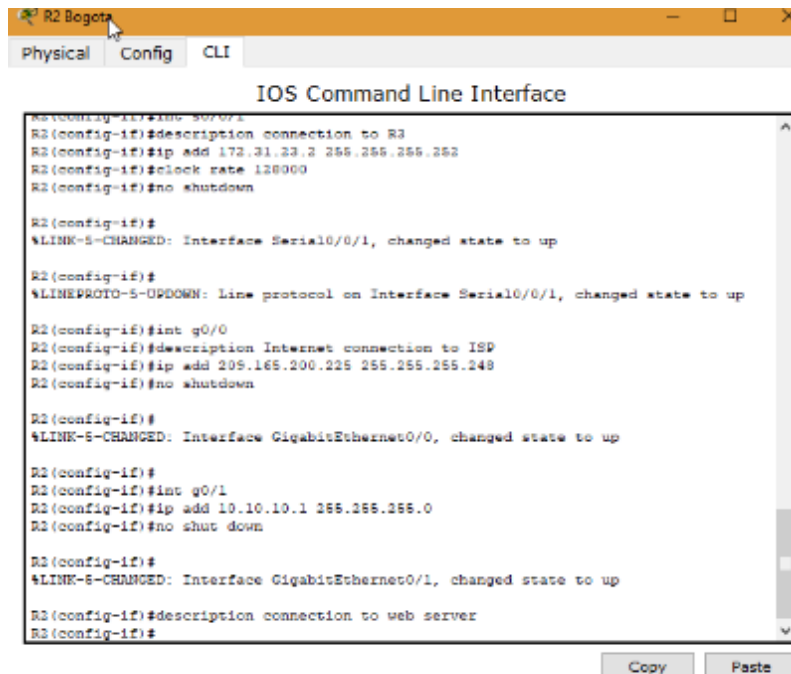 R2 Bogota
Physical Config CLI
IOS Command Line Interface
R2(config-if)#int s0/0/1
R2(config-if)#description connection to R3
R2(config-if)#ip add 172.31.23.2 255.255.255.252
R2(config-if)#clock rate 128000
R2(config-if)#no shutdown
R2(config-if)#
%LINK-5-CHANGED: Interface Serial0/0/1, changed state to up
R2(config-if)#
%LINEPROTO-5-UPDOWN: Line protocol on Interface Serial0/0/1, changed state to up
R2(config-if)#int g0/0
R2(config-if)#description Internet connection to ISP
R2(config-if)#ip add 209.165.200.225 255.255.255.248
R2(config-if)#no shutdown
R2(config-if)#
%LINK-5-CHANGED: Interface GigabitEthernet0/0, changed state to up
R2(config-if)#
R2(config-if)#int g0/1
R2(config-if)#ip add 10.10.10.1 255.255.255.0
R2(config-if)#no shut down
R2(config-if)#
%LINK-5-CHANGED: Interface GigabitEthernet0/1, changed state to up
R2(config-if)#description connection to web server
R2(config-if)#
Copy Paste